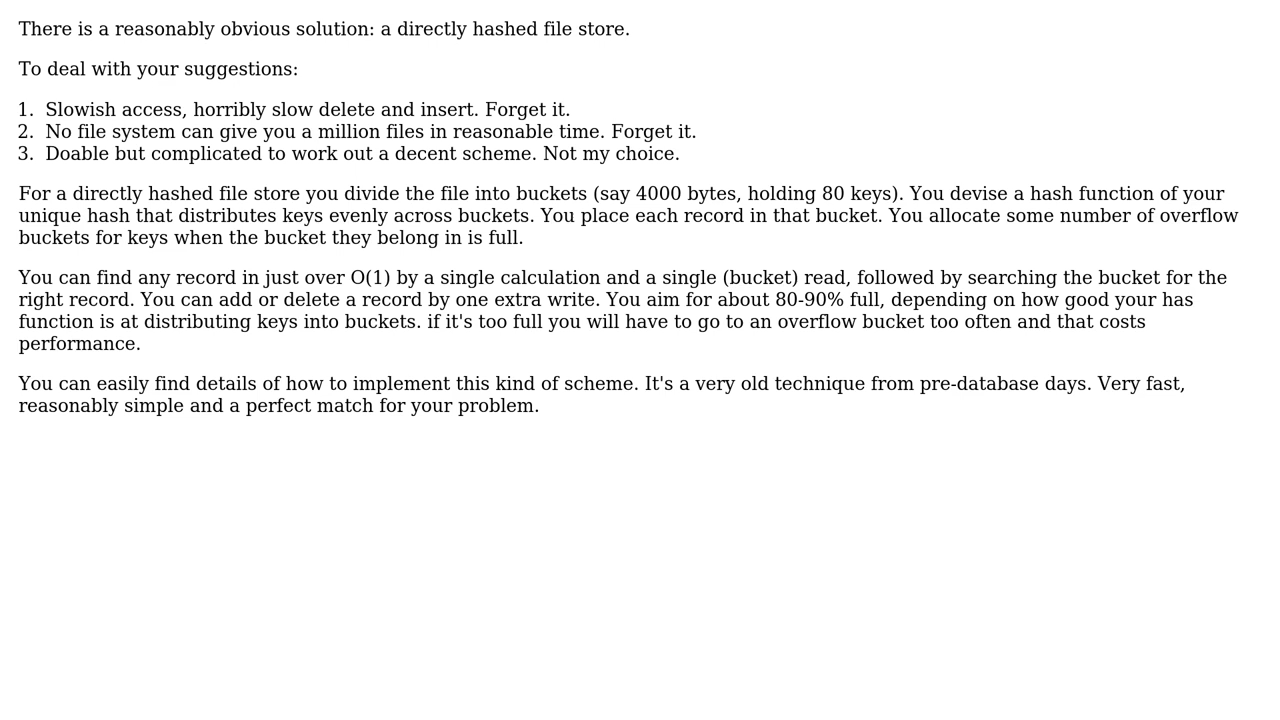 There is a reasonably obvious solution: a directly hashed file store.
To deal with your suggestions:
1. Slowish access, horribly slow delete and insert. Forget it.
2. No file system can give you a million files in reasonable time. Forget it.
3. Doable but complicated to work out a decent scheme. Not my choice.
For a directly hashed file store you divide the file into buckets (say 4000 bytes, holding 80 keys). You devise a hash function of your
unique hash that distributes keys evenly across buckets. You place each record in that bucket. You allocate some number of overflow
buckets for keys when the bucket they belong in is full.
You can find any record in just over O(1) by a single calculation and a single (bucket) read, followed by searching the bucket for the
right record. You can add or delete a record by one extra write. You aim for about 80-90% full, depending on how good your has
function is at distributing keys into buckets. if it's too full you will have to go to an overflow bucket too often and that costs
performance.
You can easily find details of how to implement this kind of scheme. It's a very old technique from pre-database days. Very fast,
reasonably simple and a perfect match for your problem.